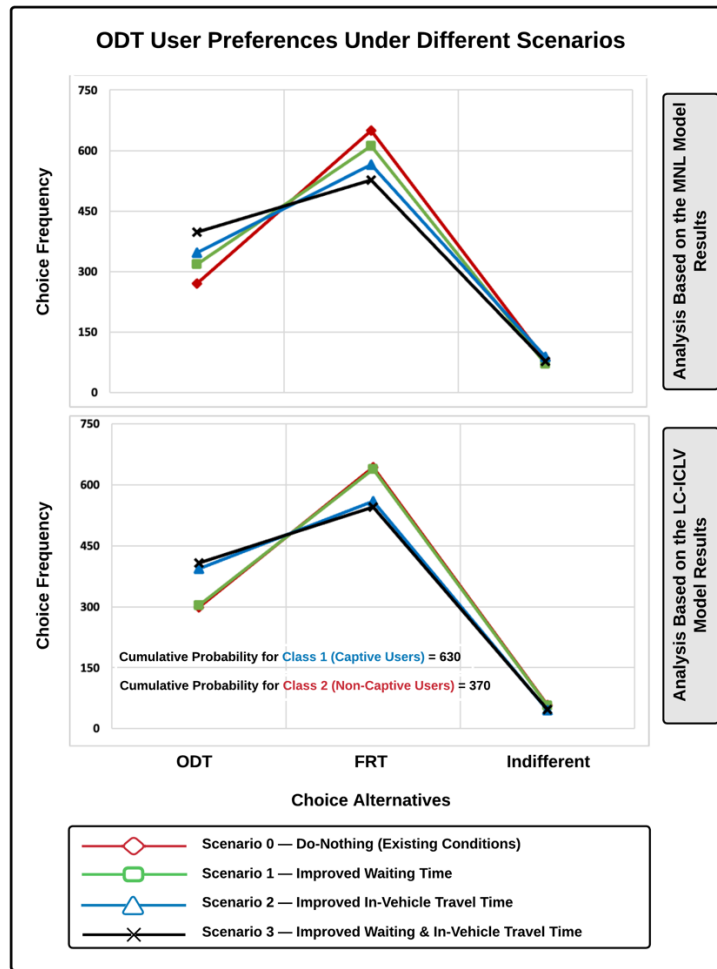 ODT User Preferences Under Different Scenarios
750
600
450
300
150
0
Choice Frequency
Analysis Based on the MNL Model
Results
750
600
450
300
150
0
Choice Frequency
Cumulative Probability for Class 1 (Captive Users) = 630
Cumulative Probability for Class 2 (Non-Captive Users) = 370
Analysis Based on the LC-ICLV
Model Results
ODT FRT Indifferent
Choice Alternatives
Scenario 0 — Do-Nothing (Existing Conditions)
Scenario 1 — Improved Waiting Time
Scenario 2 — Improved In-Vehicle Travel Time
Scenario 3 — Improved Waiting & In-Vehicle Travel Time